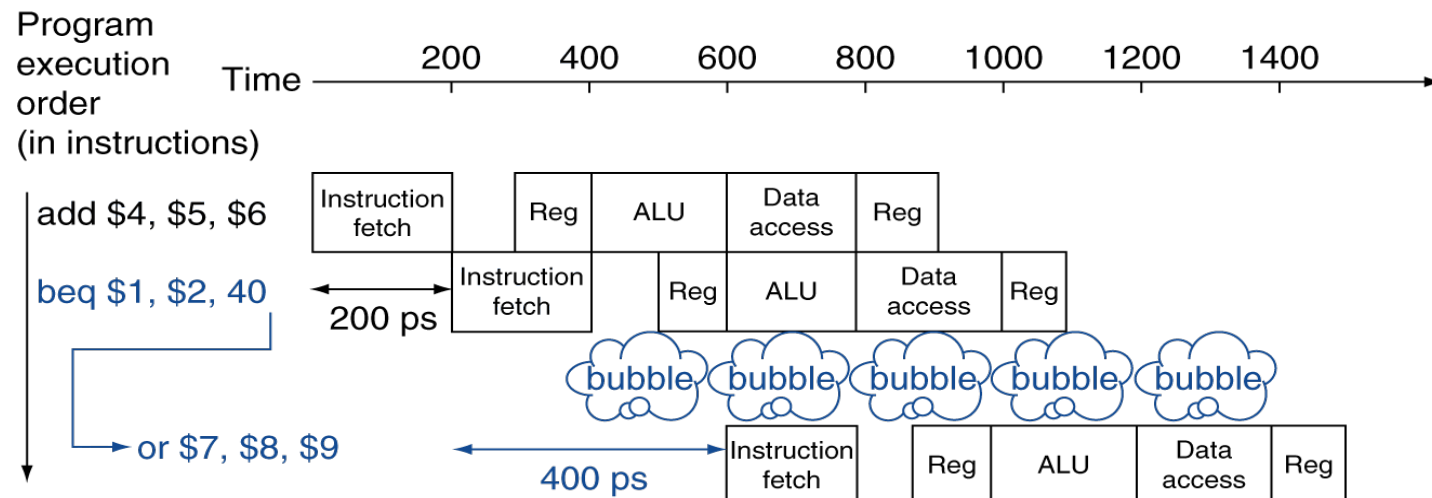 Program
execution
order
(in instructions)
Time
200 400 600 800 1000 1200 1400
add $4, $5, $6
Instruction
fetch
Reg
ALU
Data
access
Reg
beq $1, $2, 40
200 ps
Instruction
fetch
Reg
ALU
Data
access
Reg
bubble bubble bubble bubble bubble
or $7, $8, $9
400 ps
Instruction
fetch
Reg
ALU
Data
access
Reg